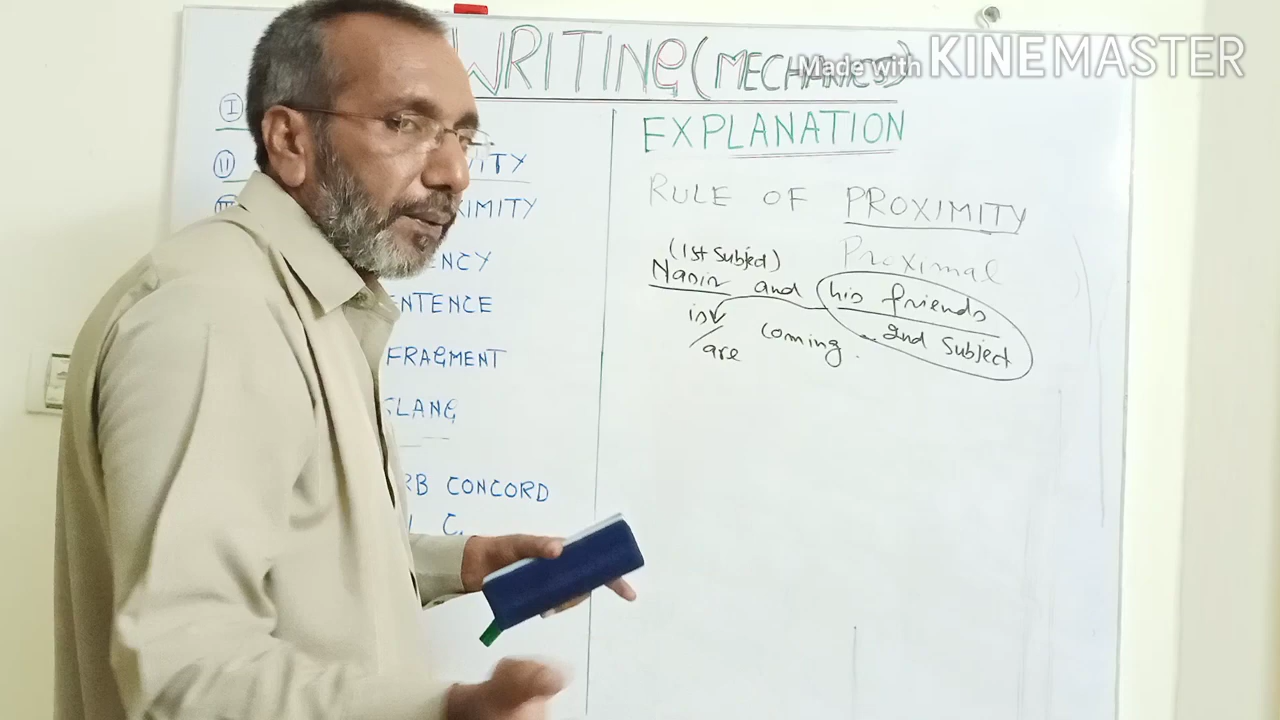 WRITING (MECHANICS)
Made with KINEMASTER
I
II
VITY
XIMITY
ENCY
ENTENCE
FRAGMENT
SLANG
RB CONCORD
L C.
EXPLANATION
RULE OF PROXIMITY
Proximal
(1st Subject)
Nasir and his friends
is/are coming.
2nd Subject